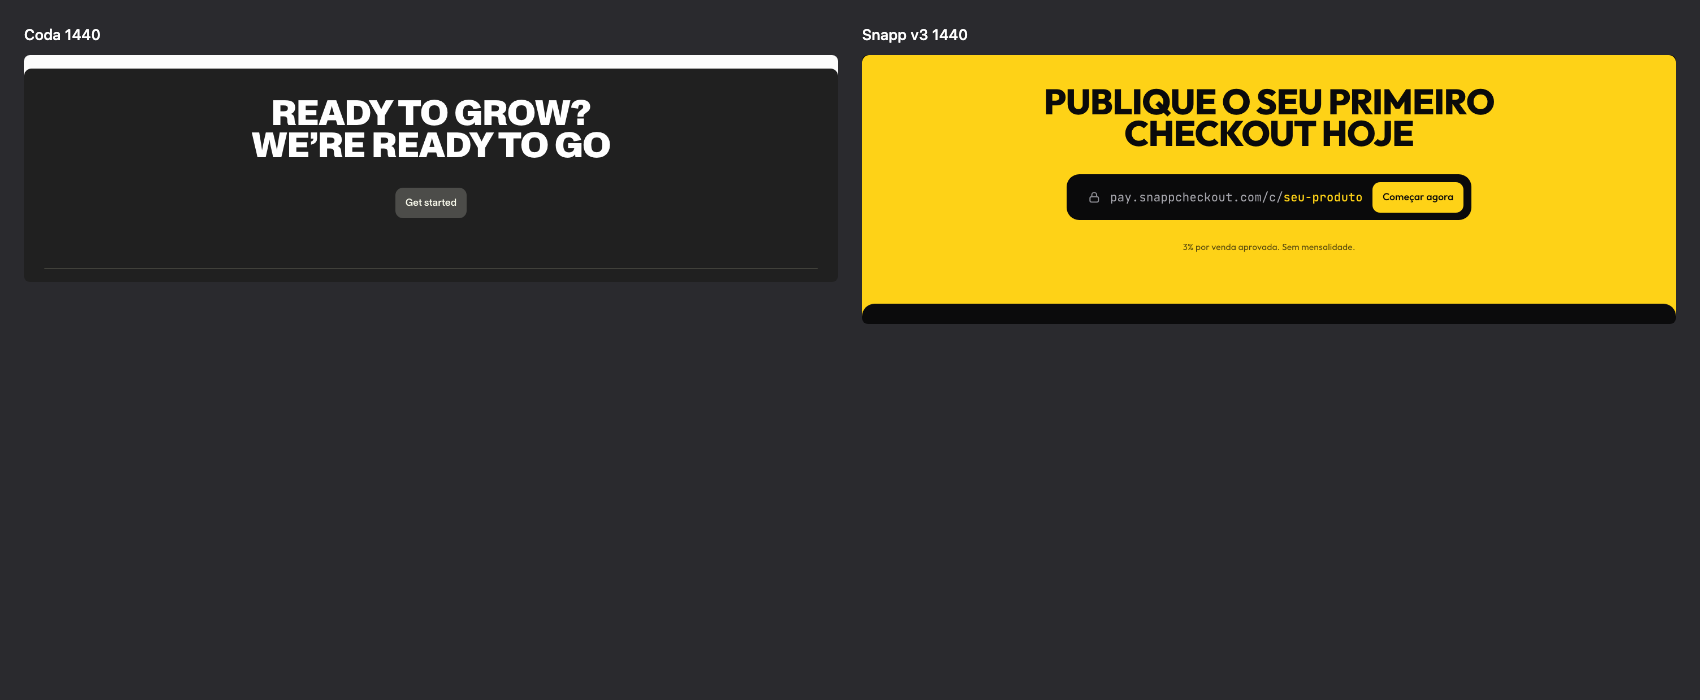 Coda 1440
READY TO GROW?
WE’RE READY TO GO
Get started
Snapp v3 1440
PUBLIQUE O SEU PRIMEIRO
CHECKOUT HOJE
pay.snappcheckout.com/c/seu-produto
Começar agora
3% por venda aprovada. Sem mensalidade.